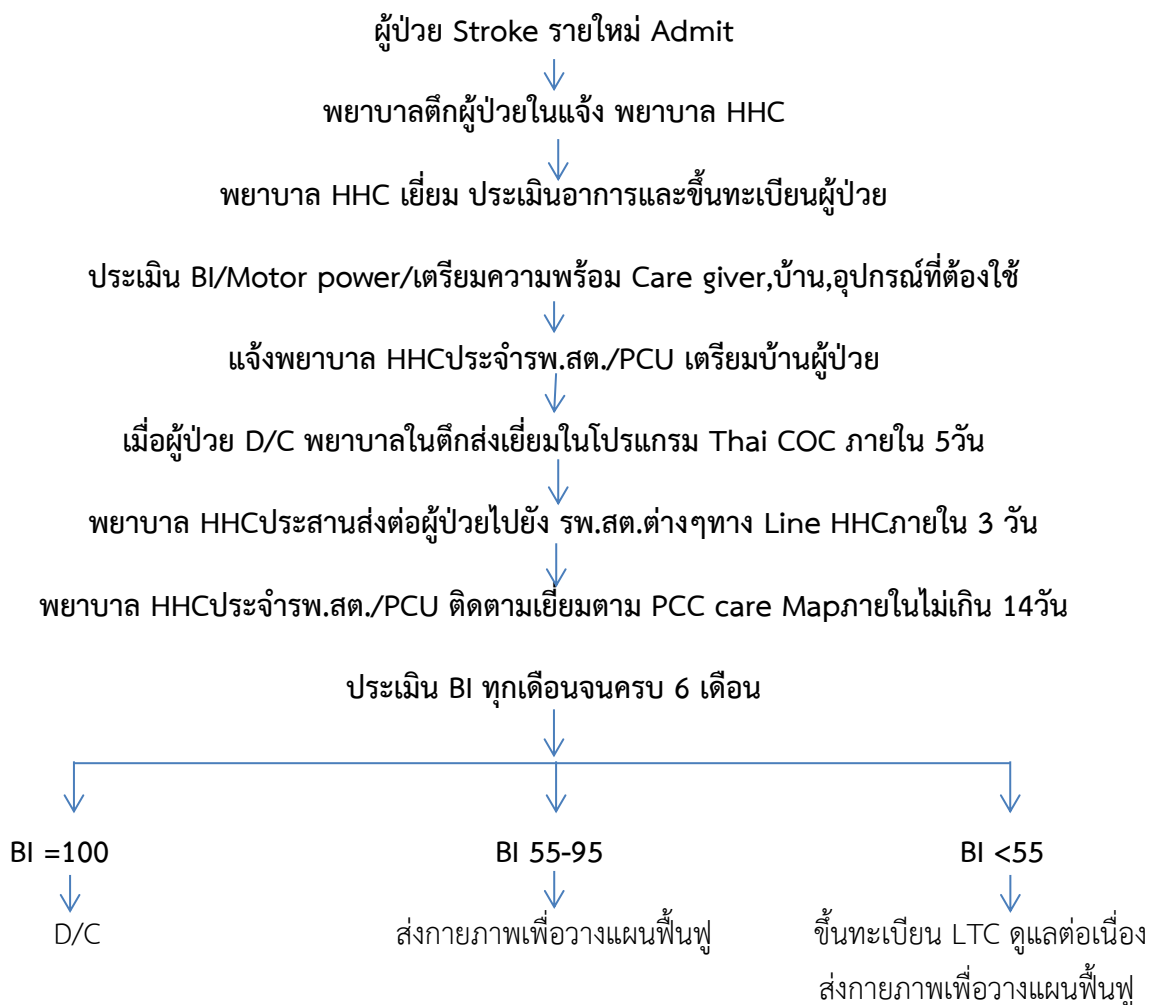 ผู้ป่วย Stroke รายใหม่ Admit
พยาบาลตึกผู้ป่วยในแจ้ง พยาบาล HHC
พยาบาล HHC เยี่ยม ประเมินอาการและขึ้นทะเบียนผู้ป่วย
ประเมิน BI/Motor power/เตรียมความพร้อม Care giver,บ้าน,อุปกรณ์ที่ต้องใช้
แจ้งพยาบาล HHCประจำรพ.สต./PCU เตรียมบ้านผู้ป่วย
เมื่อผู้ป่วย D/C พยาบาลในตึกส่งเยี่ยมในโปรแกรม Thai COC ภายใน 5วัน
พยาบาล HHCประสานส่งต่อผู้ป่วยไปยัง รพ.สต.ต่างๆทาง Line HHCภายใน 3 วัน
พยาบาล HHCประจำรพ.สต./PCU ติดตามเยี่ยมตาม PCC care Mapภายในไม่เกิน 14วัน
ประเมิน BI ทุกเดือนจนครบ 6 เดือน
BI =100 BI 55-95 BI <55
D/C ส่งกายภาพเพื่อวางแผนฟื้นฟู ขึ้นทะเบียน LTC ดูแลต่อเนื่อง
ส่งกายภาพเพื่อวางแผนฟื้นฟู